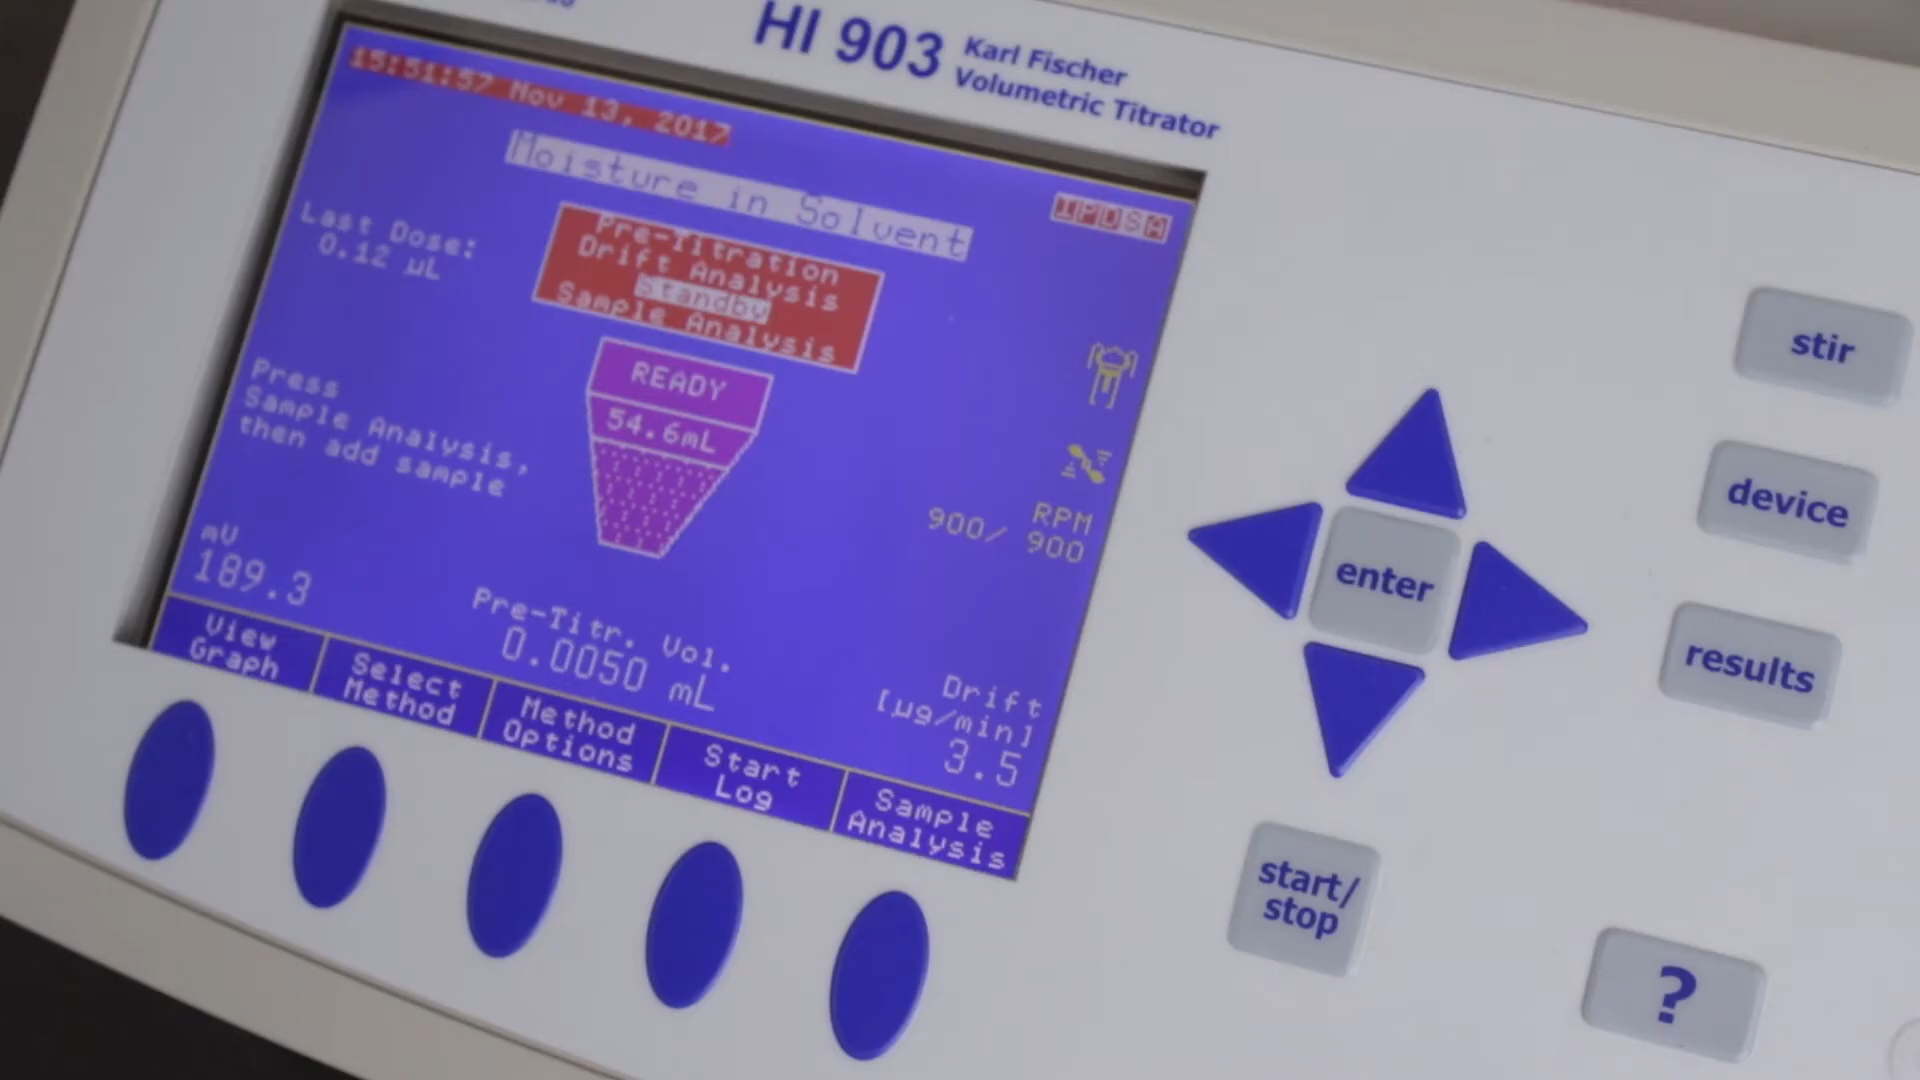 HI 903
Karl Fischer
Volumetric Titrator
15:51:57 Nov 13, 2017
Moisture in Solvent
IPDSA
Last Dose:
0.12 µL
Pre-Titration
Drift Analysis
Standby
Sample Analysis
READY
54.6mL
Press
Sample Analysis,
then add sample
RPM
900/ 900
mV
189.3
Pre-Titr. Vol.
0.0050 mL
Drift
[µg/min]
3.5
View
Graph
Select
Method
Method
Options
Start
Log
Sample
Analysis
stir
device
enter
results
start/
stop
?